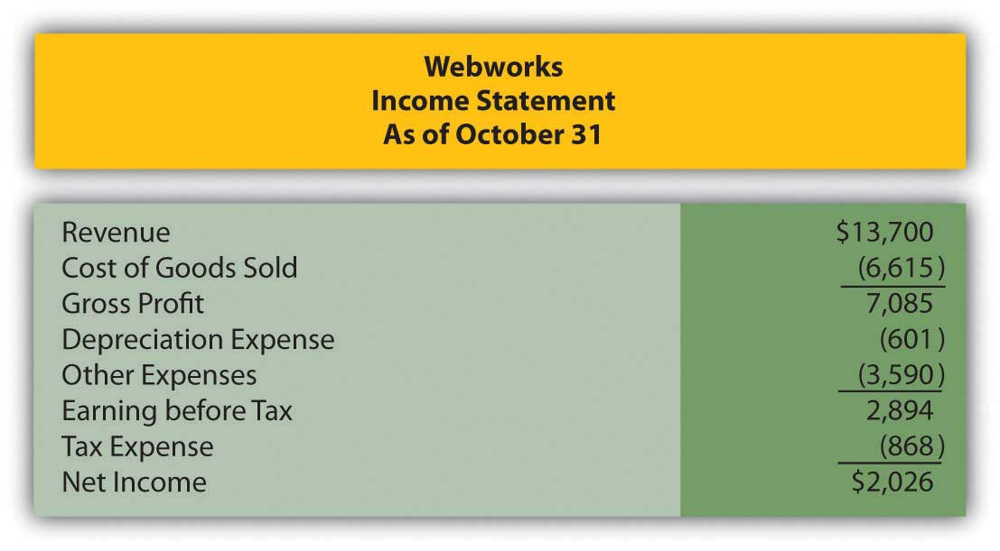 Webworks
Income Statement
As of October 31
Revenue $13,700
Cost of Goods Sold (6,615)
Gross Profit 7,085
Depreciation Expense (601)
Other Expenses (3,590)
Earning before Tax 2,894
Tax Expense (868)
Net Income $2,026